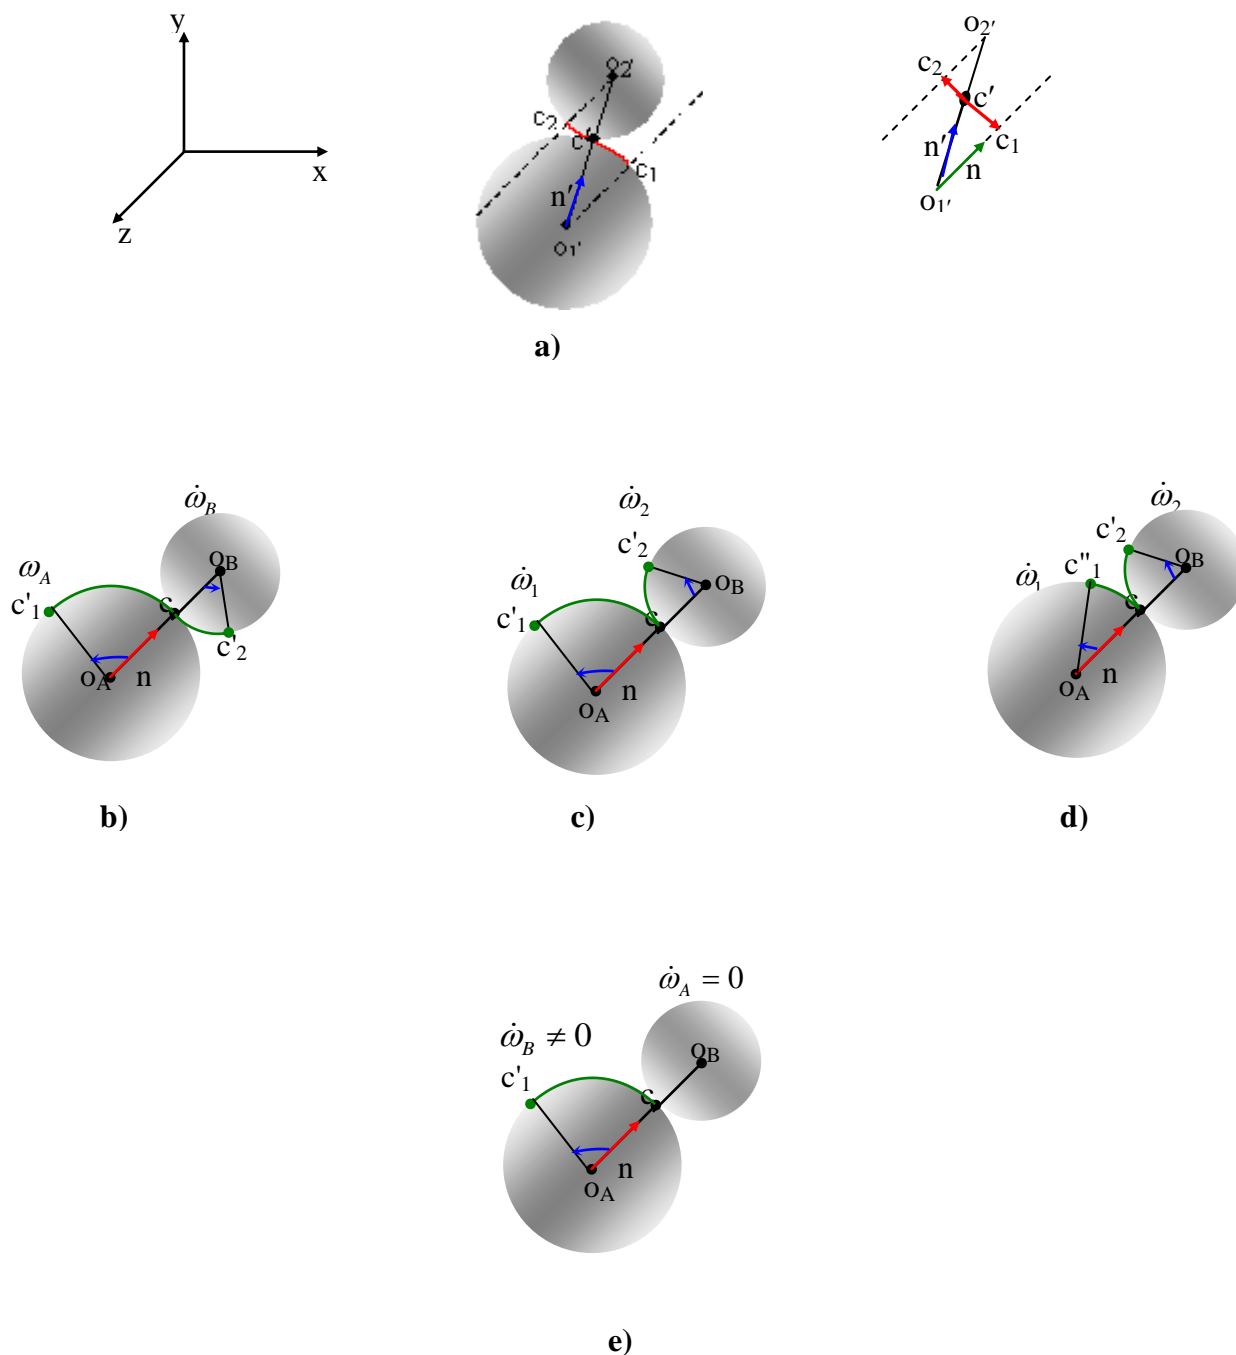 y
x
z
o2'
c2
c'
c1
n'
o1'
o2'
c2
c'
c1
n'
n
o1'
a)
ω̇B
oB
ωA
c'1
c
c'2
oA
n
b)
ω̇2
c'2
oB
ω̇1
c'1
c
n
oA
c)
ω̇2
c'2
oB
ω̇1
c"1
c
n
oA
d)
ω̇A = 0
oB
ω̇B ≠ 0
c'1
c
n
oA
e)